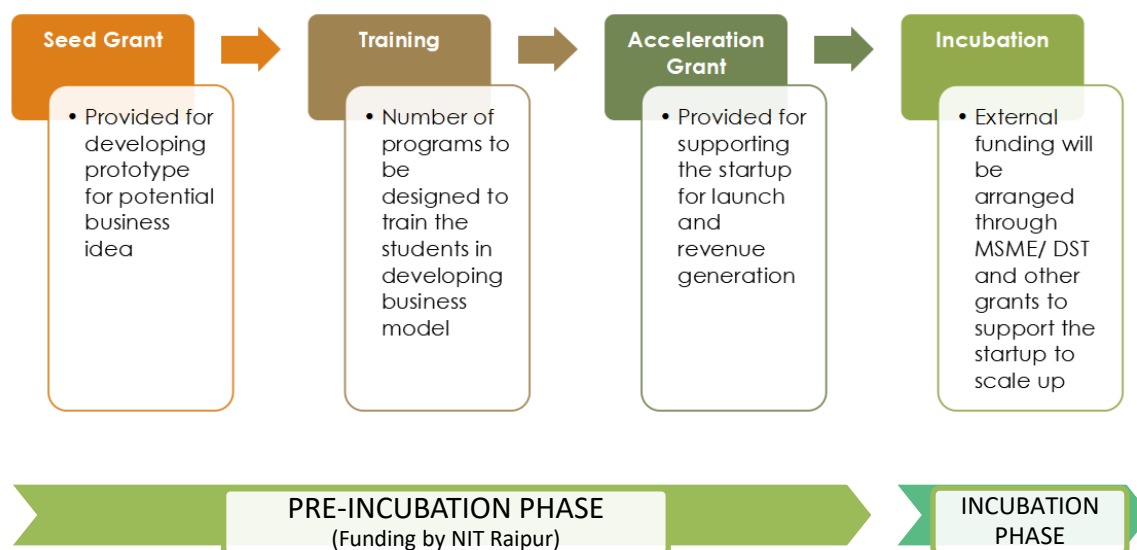 Seed Grant
• Provided for
developing
prototype
for potential
business
idea
Training
• Number of
programs to
be
designed to
train the
students in
developing
business
model
Acceleration
Grant
• Provided for
supporting
the startup
for launch
and
revenue
generation
Incubation
• External
funding will
be
arranged
through
MSME/ DST
and other
grants to
support the
startup to
scale up
PRE-INCUBATION PHASE
(Funding by NIT Raipur)
INCUBATION
PHASE